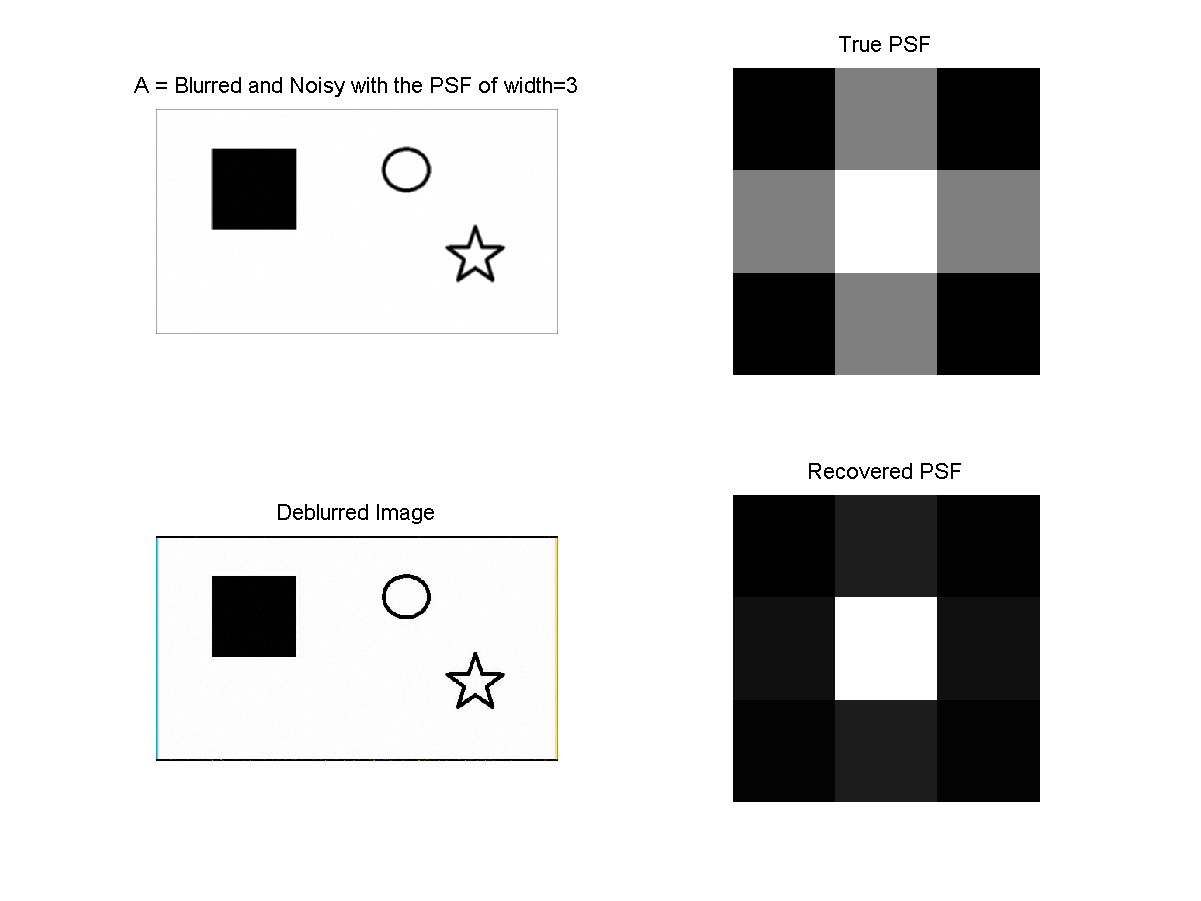 True PSF
A = Blurred and Noisy with the PSF of width=3
Recovered PSF
Deblurred Image